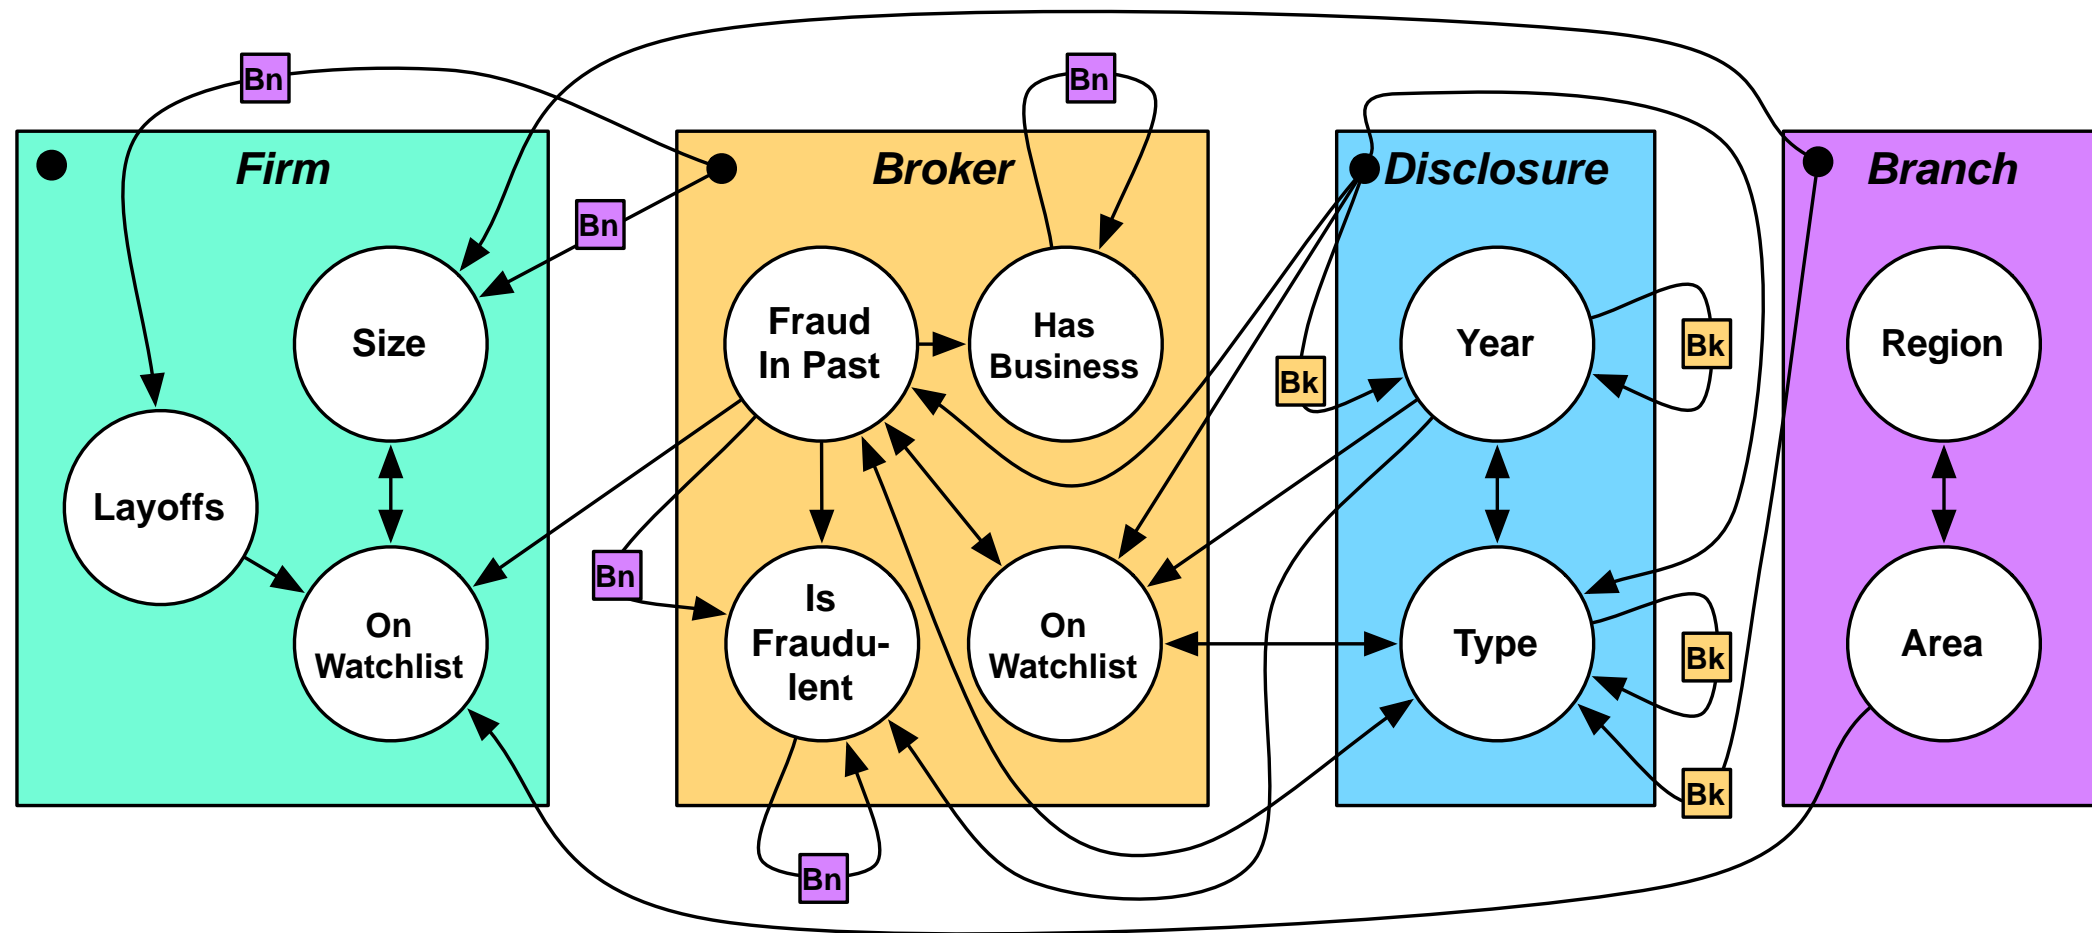 Bn
Bn
Firm
Broker
Disclosure
Branch
Bn
Size
Fraud
In Past
Has
Business
Year
Region
Bk
Bk
Layoffs
Bn
On
Watchlist
Is
Fraudu-
lent
On
Watchlist
Type
Bk
Area
Bk
Bn